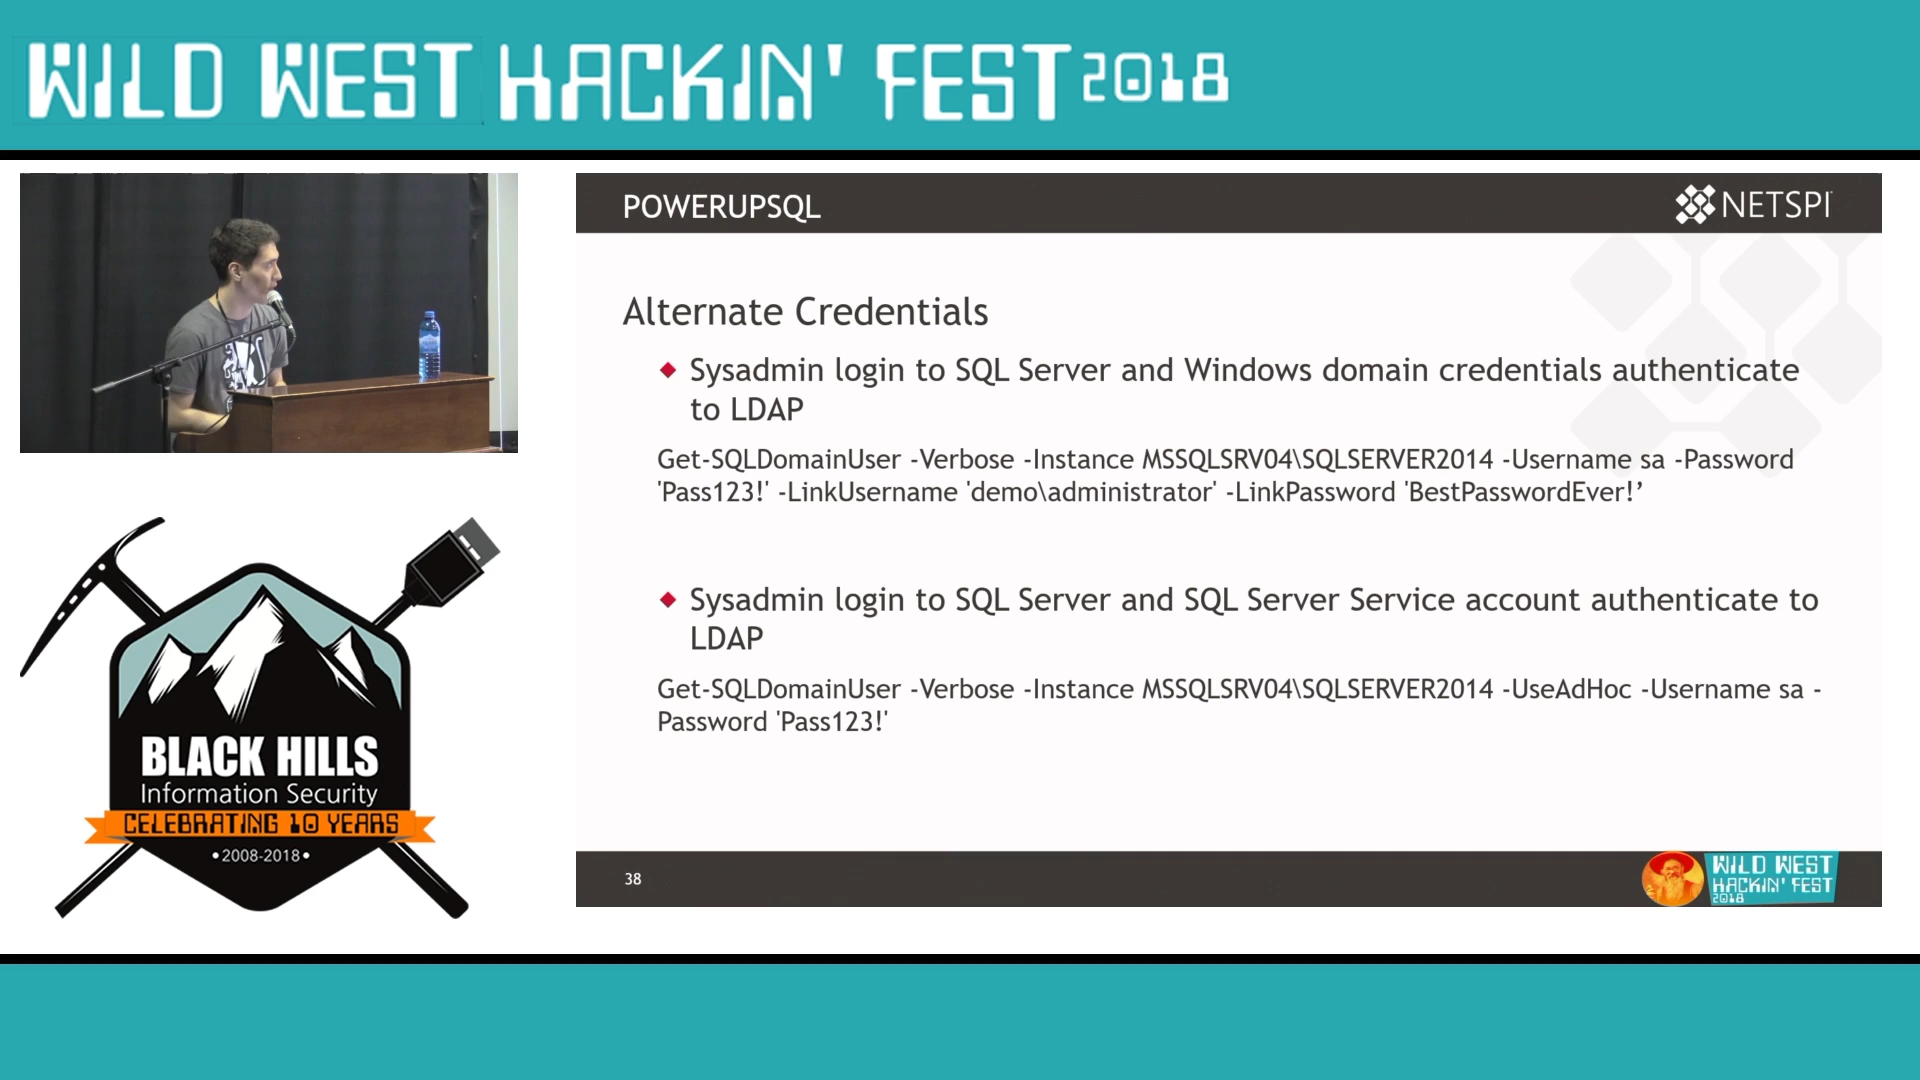 WILD WEST HACKIN' FEST 2018
POWERUPSQL
NETSPI
Alternate Credentials
Sysadmin login to SQL Server and Windows domain credentials authenticate
to LDAP
Get-SQLDomainUser -Verbose -Instance MSSQLSRV04\SQLSERVER2014 -Username sa -Password
'Pass123!' -LinkUsername 'demo\administrator' -LinkPassword 'BestPasswordEver!’
Sysadmin login to SQL Server and SQL Server Service account authenticate to
LDAP
Get-SQLDomainUser -Verbose -Instance MSSQLSRV04\SQLSERVER2014 -UseAdHoc -Username sa -
Password 'Pass123!'
38
WILD WEST
HACKIN' FEST
2018
BLACK HILLS
Information Security
CELEBRATING 10 YEARS
•2008-2018•